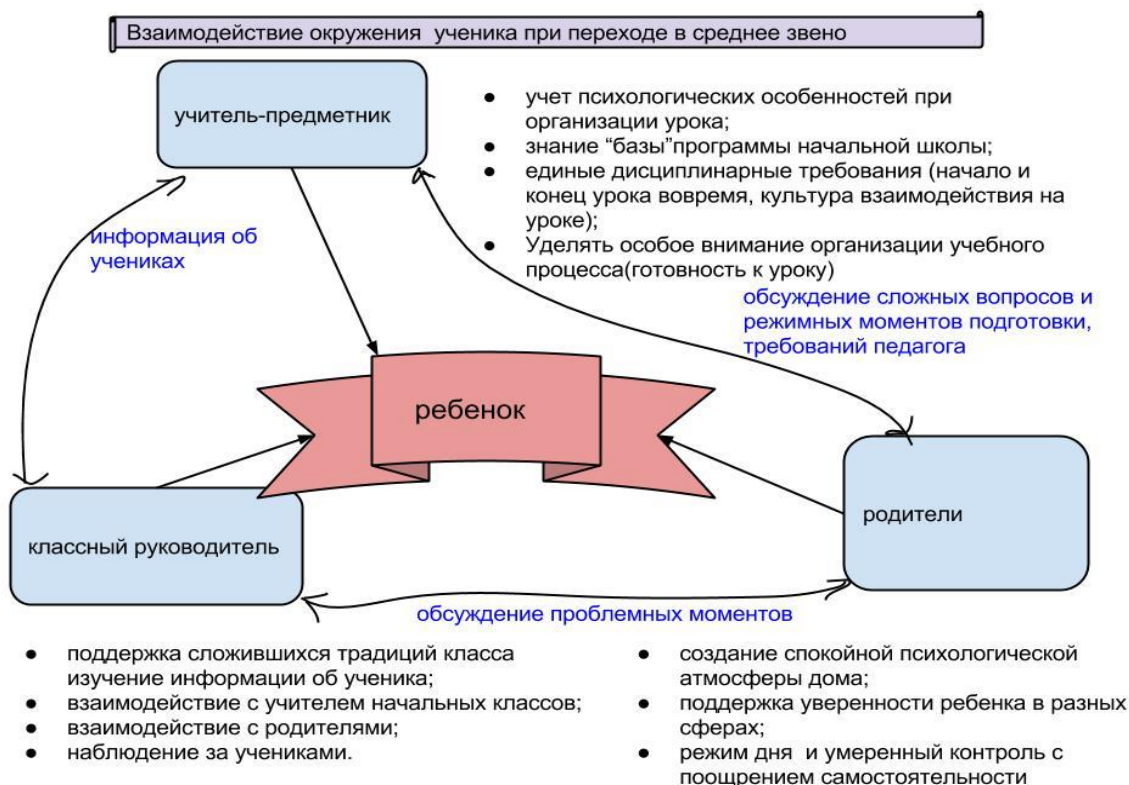 Взаимодействие окружения ученика при переходе в среднее звено
учитель-предметник
● учет психологических особенностей при
организации урока;
● знание “базы”программы начальной школы;
● единые дисциплинарные требования (начало и
конец урока вовремя, культура взаимодействия на
уроке);
● Уделять особое внимание организации учебного
процесса(готовность к уроку)
информация об
учениках
обсуждение сложных вопросов и
режимных моментов подготовки,
требований педагога
ребенок
классный руководитель
родители
обсуждение проблемных моментов
● поддержка сложившихся традиций класса
изучение информации об ученика;
● взаимодействие с учителем начальных классов;
● взаимодействие с родителями;
● наблюдение за учениками.
● создание спокойной психологической
атмосферы дома;
● поддержка уверенности ребенка в разных
сферах;
● режим дня и умеренный контроль с
поощрением самостоятельности